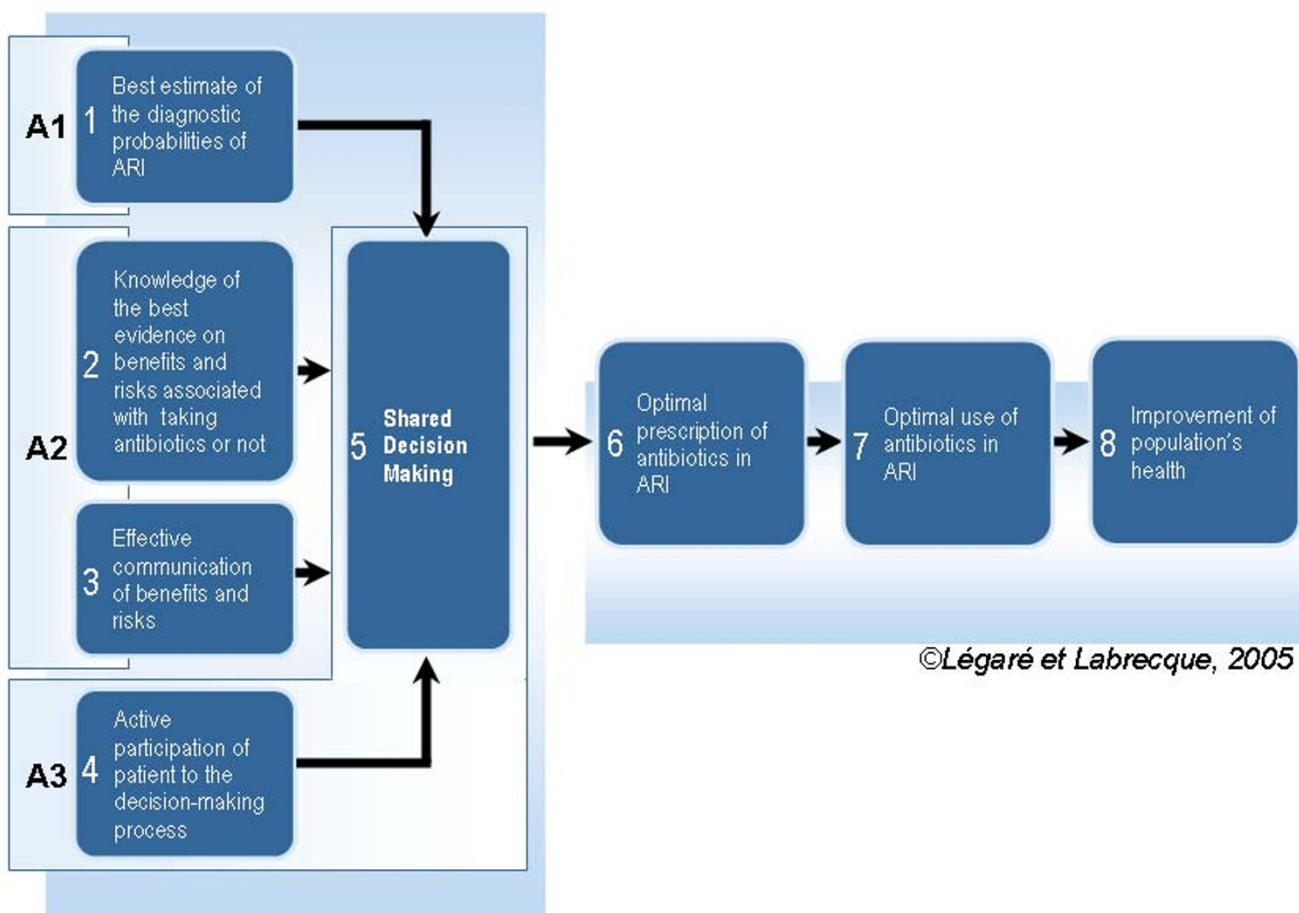 A1
1
Best estimate of
the diagnostic
probabilities of
ARI
A2
2
Knowledge of
the best
evidence on
benefits and
risks associated
with taking
antibiotics or not
3
Effective
communication
of benefits and
risks
A3
4
Active
participation of
patient to the
decision-making
process
5
Shared
Decision
Making
6
Optimal
prescription of
antibiotics in
ARI
7
Optimal use of
antibiotics in
ARI
8
Improvement of
population's
health
©Légaré et Labrecque, 2005